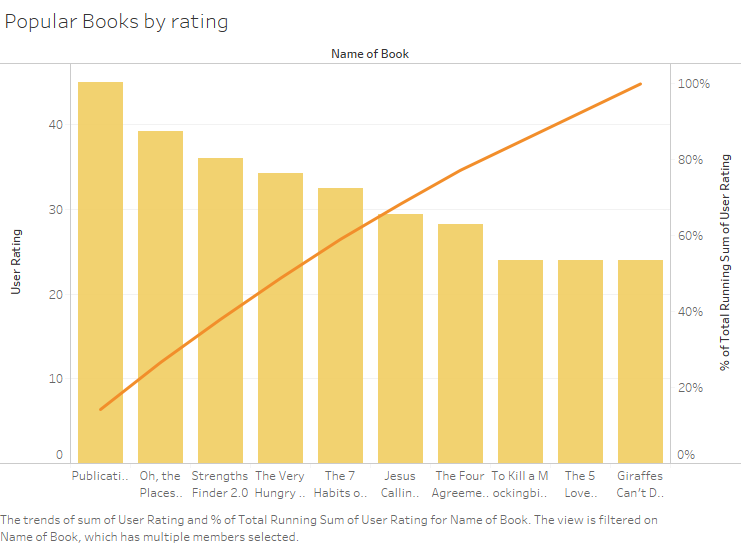 Popular Books by rating
Name of Book
User Rating
40
30
20
10
0
% of Total Running Sum of User Rating
100%
80%
60%
40%
20%
0%
Publicati..
Oh, the
Places..
Strengths
Finder 2.0
The Very
Hungry ..
The 7
Habits o..
Jesus
Callin..
The Four
Agreeme..
To Kill a M
ockingbi..
The 5
Love..
Giraffes
Can't D..
The trends of sum of User Rating and % of Total Running Sum of User Rating for Name of Book. The view is filtered on
Name of Book, which has multiple members selected.